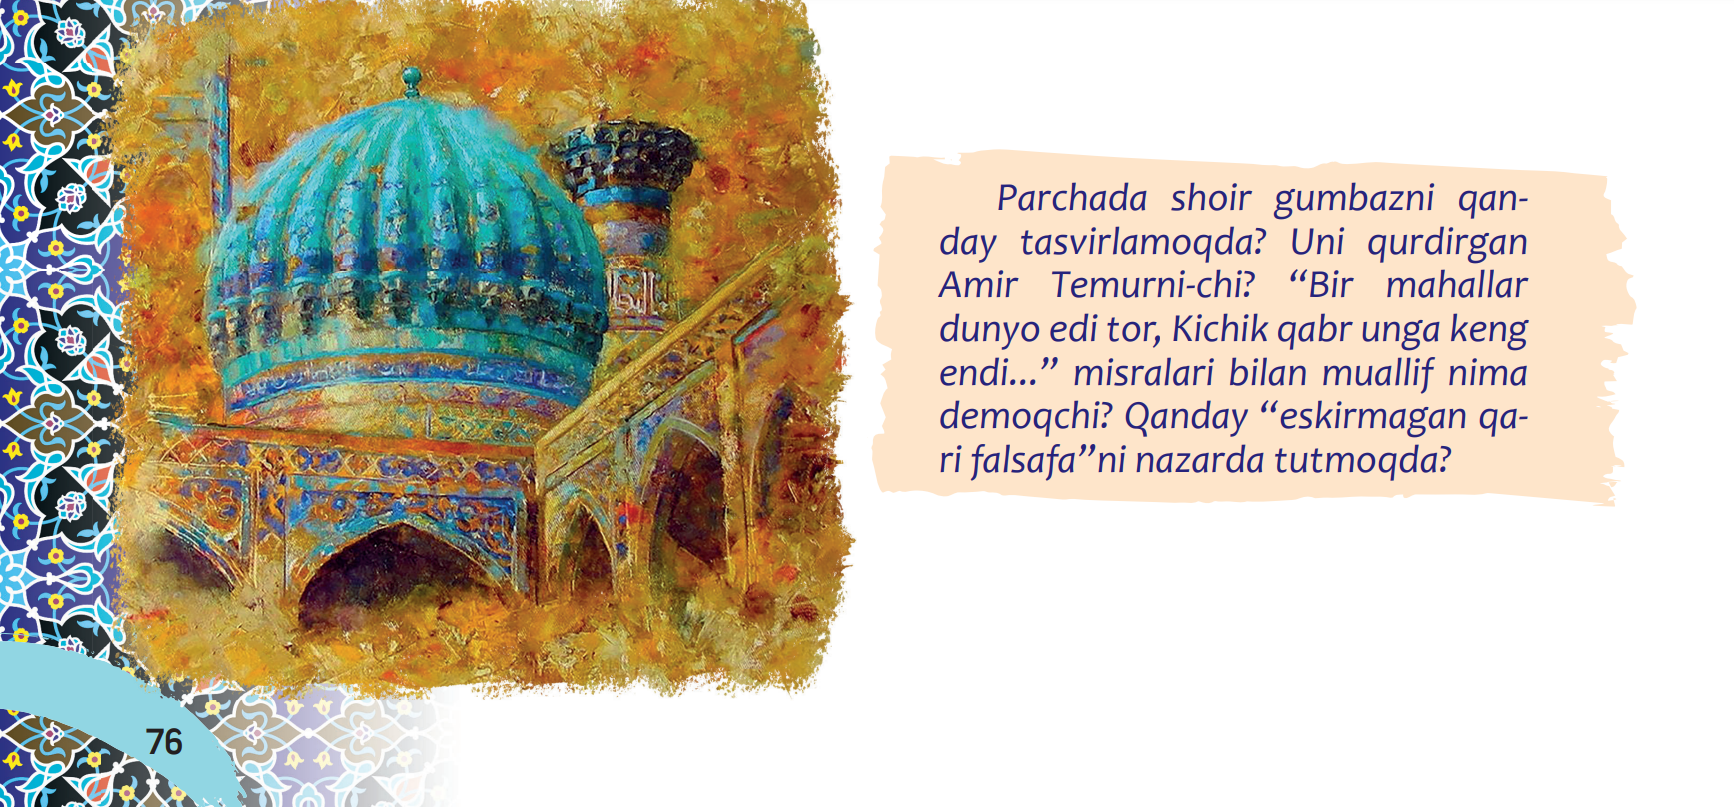 Parchada shoir gumbazni qan-
day tasvirlamoqda? Uni qurdirgan
Amir Temurni-chi? “Bir mahallar
dunyo edi tor, Kichik qabr unga keng
endi...” misralari bilan muallif nima
demoqchi? Qanday “eskirmagan qa-
ri falsafa”ni nazarda tutmoqda?
76